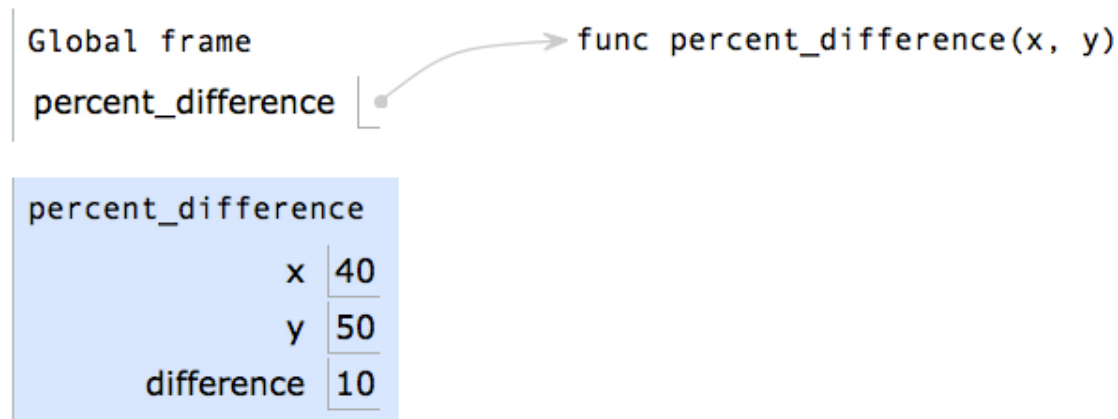 Global frame
func percent_difference(x, y)
percent_difference
percent_difference
x 40
y 50
difference 10